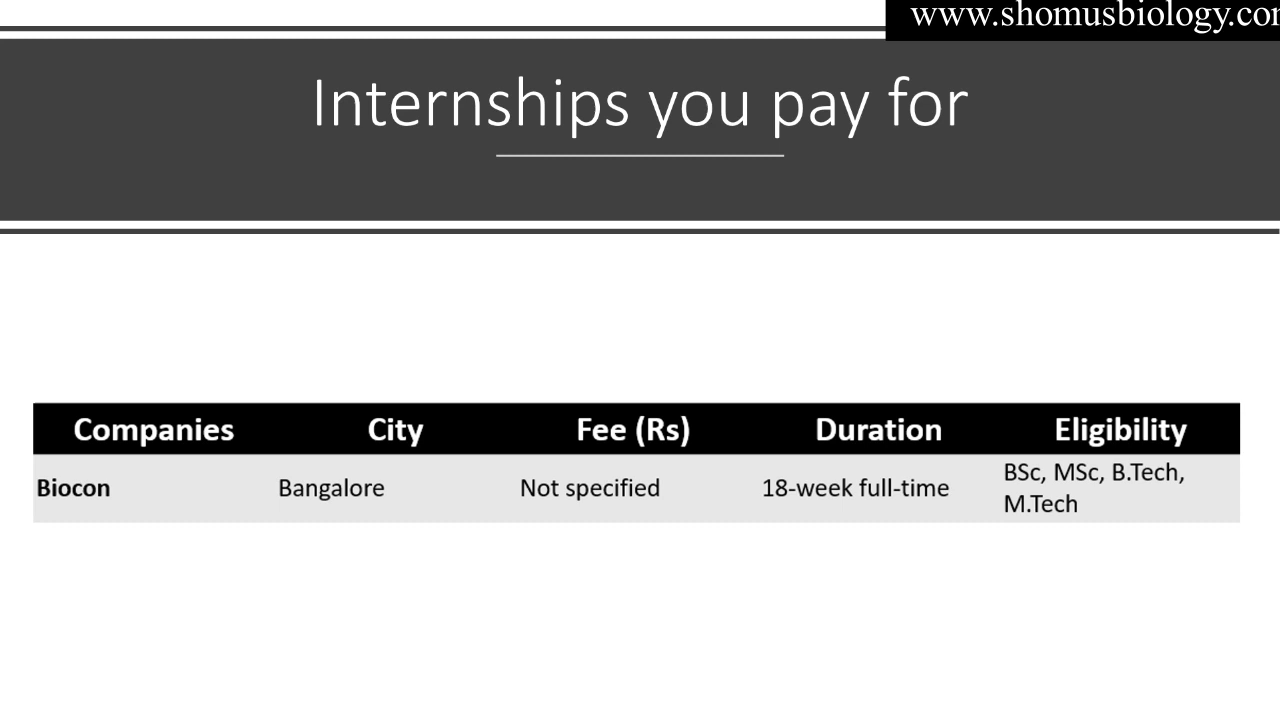 www.shomusbiology.co
Internships you pay for
Companies City Fee (Rs) Duration Eligibility
Biocon Bangalore Not specified 18-week full-time BSc, MSc, B.Tech,
M.Tech